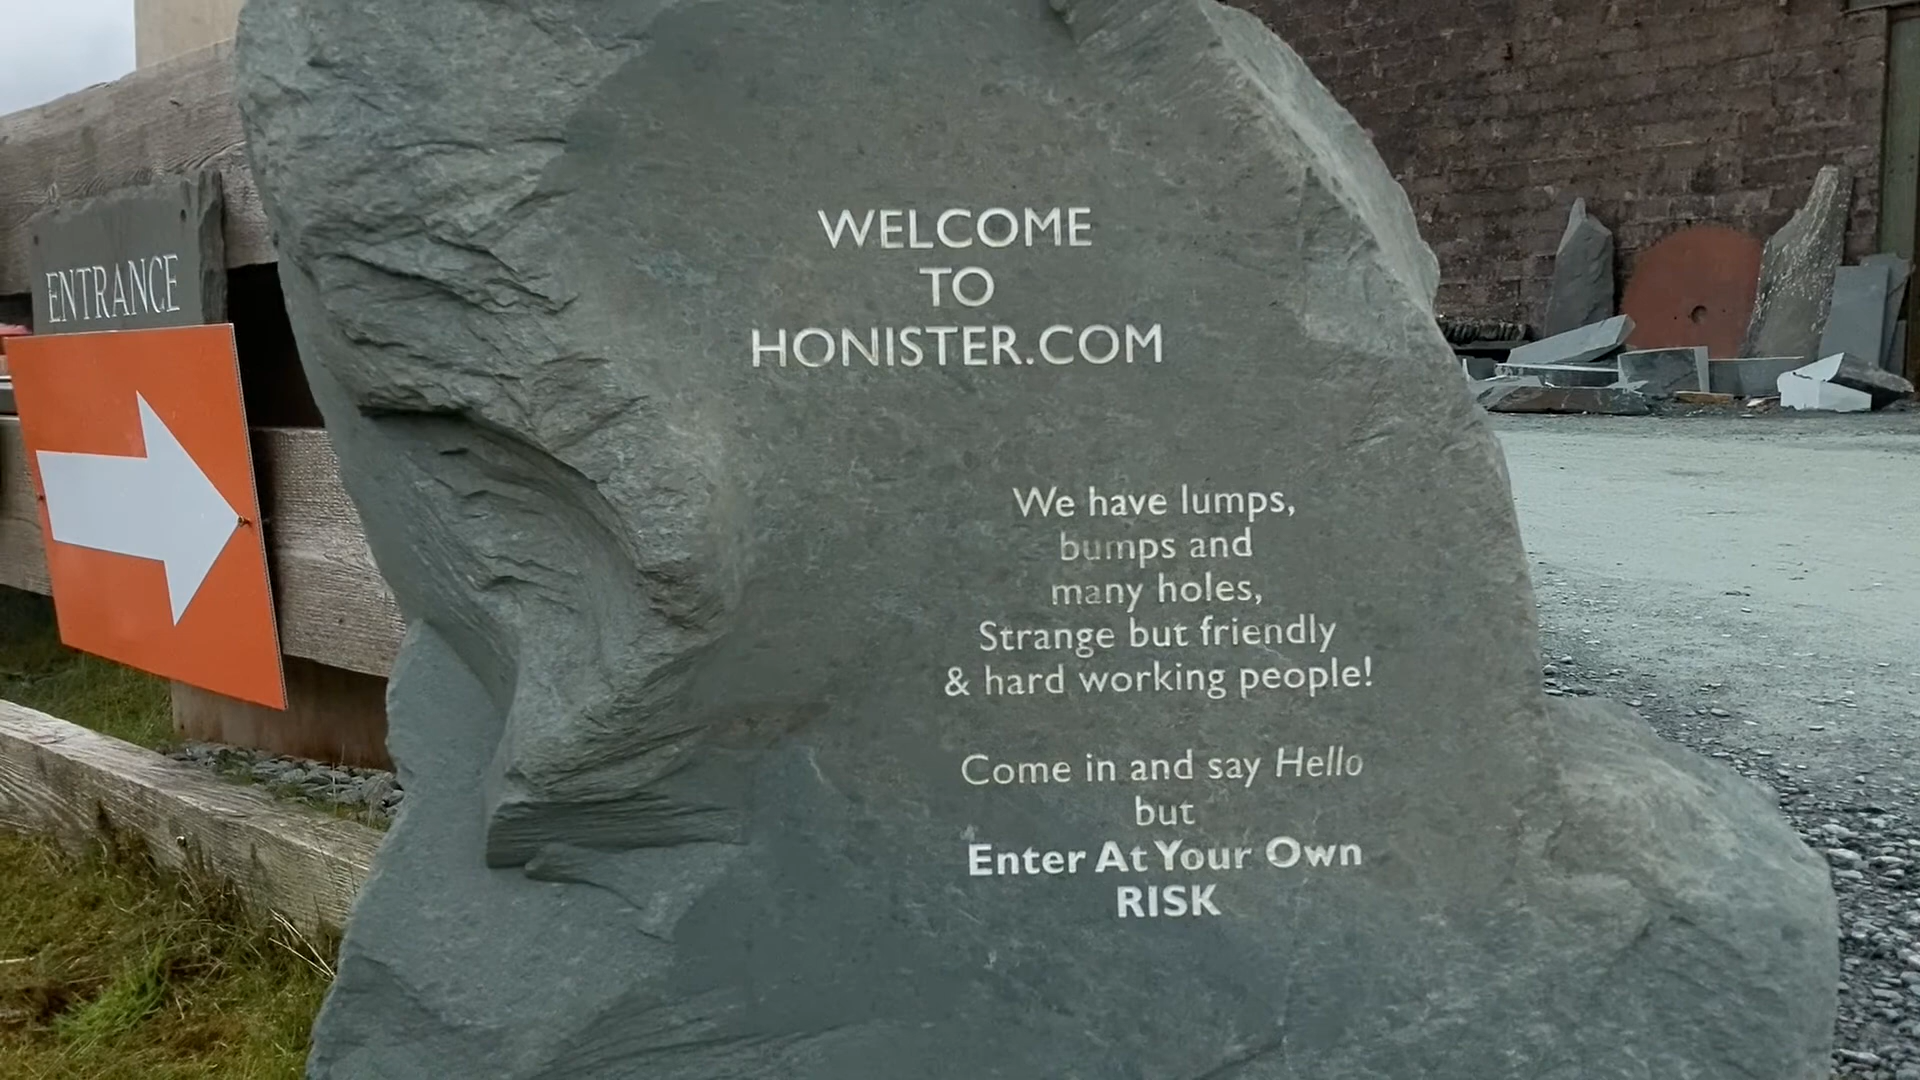 ENTRANCE
WELCOME
TO
HONISTER.COM
We have lumps,
bumps and
many holes,
Strange but friendly
& hard working people!
Come in and say Hello
but
Enter At Your Own
RISK